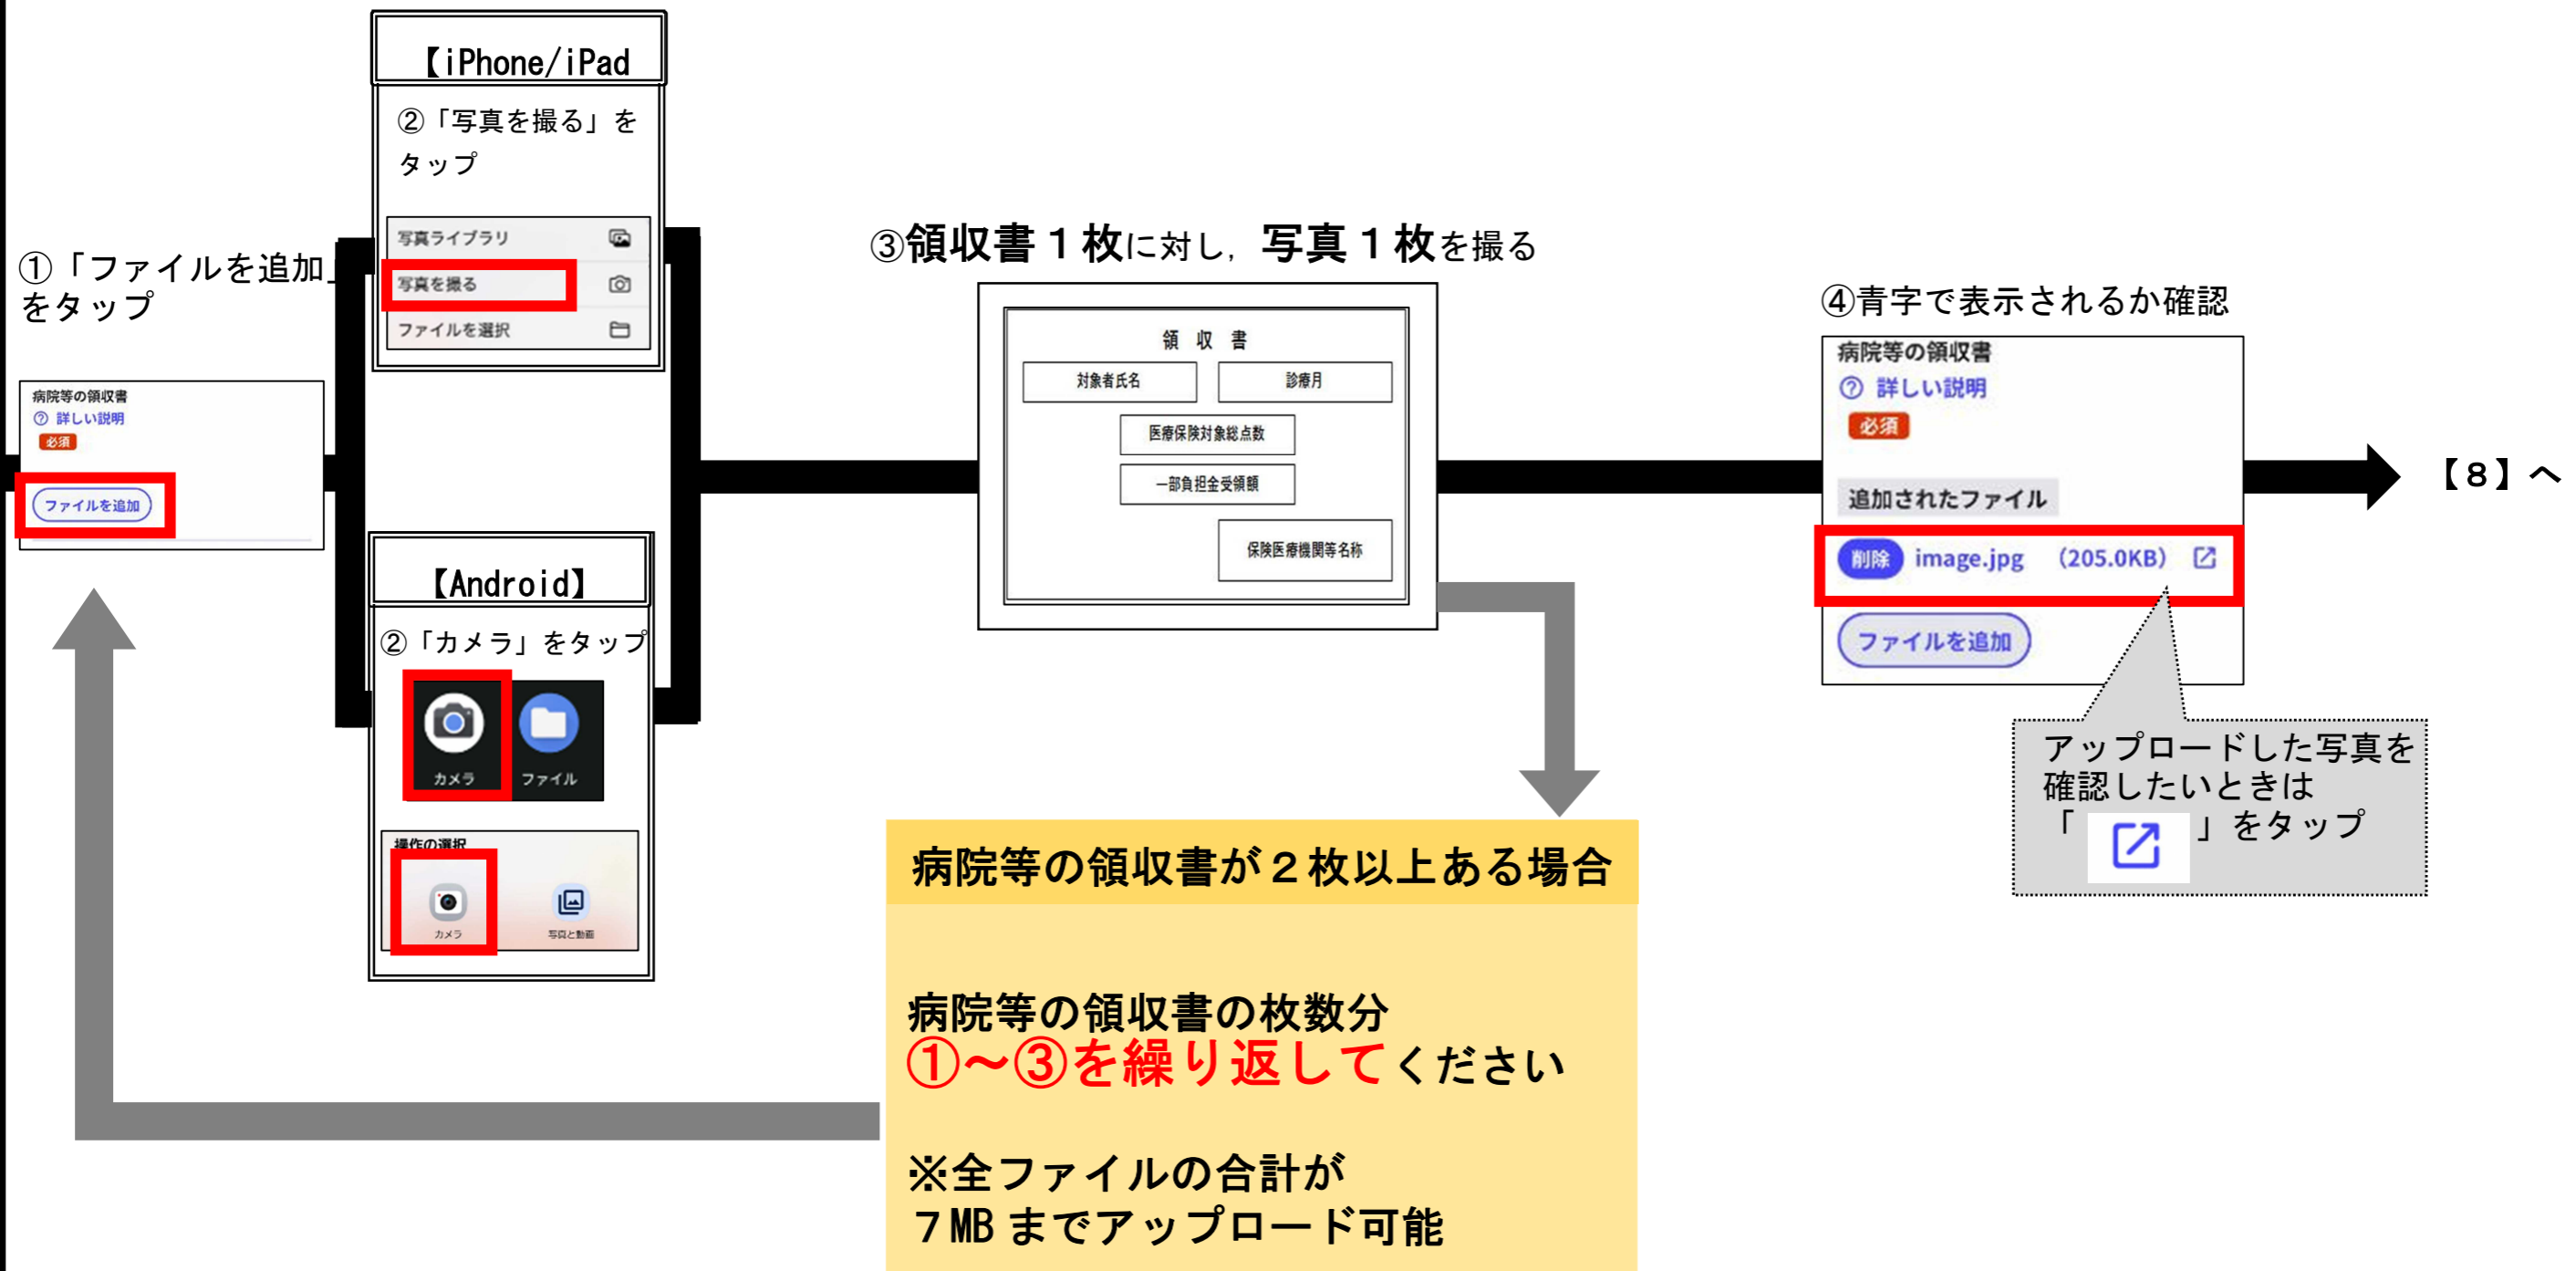 ①「ファイルを追加」
をタップ
病院等の領収書
詳しい説明
必須
ファイルを追加
【iPhone/iPad
②「写真を撮る」を
タップ
写真ライブラリ
写真を撮る
ファイルを選択
【Android】
②「カメラ」をタップ
カメラ ファイル
操作の選択
カメラ 写真と動画
③領収書１枚に対し，写真１枚を撮る
領 収 書
対象者氏名 診療月
医療保険対象総点数
一部負担金受領額
保険医療機関等名称
病院等の領収書が２枚以上ある場合
病院等の領収書の枚数分
①～③を繰り返してください
※全ファイルの合計が
７MB までアップロード可能
④青字で表示されるか確認
病院等の領収書
詳しい説明
必須
追加されたファイル
削除 image.jpg （205.0KB）
ファイルを追加
アップロードした写真を
確認したいときは
「 」をタップ
【８】へ